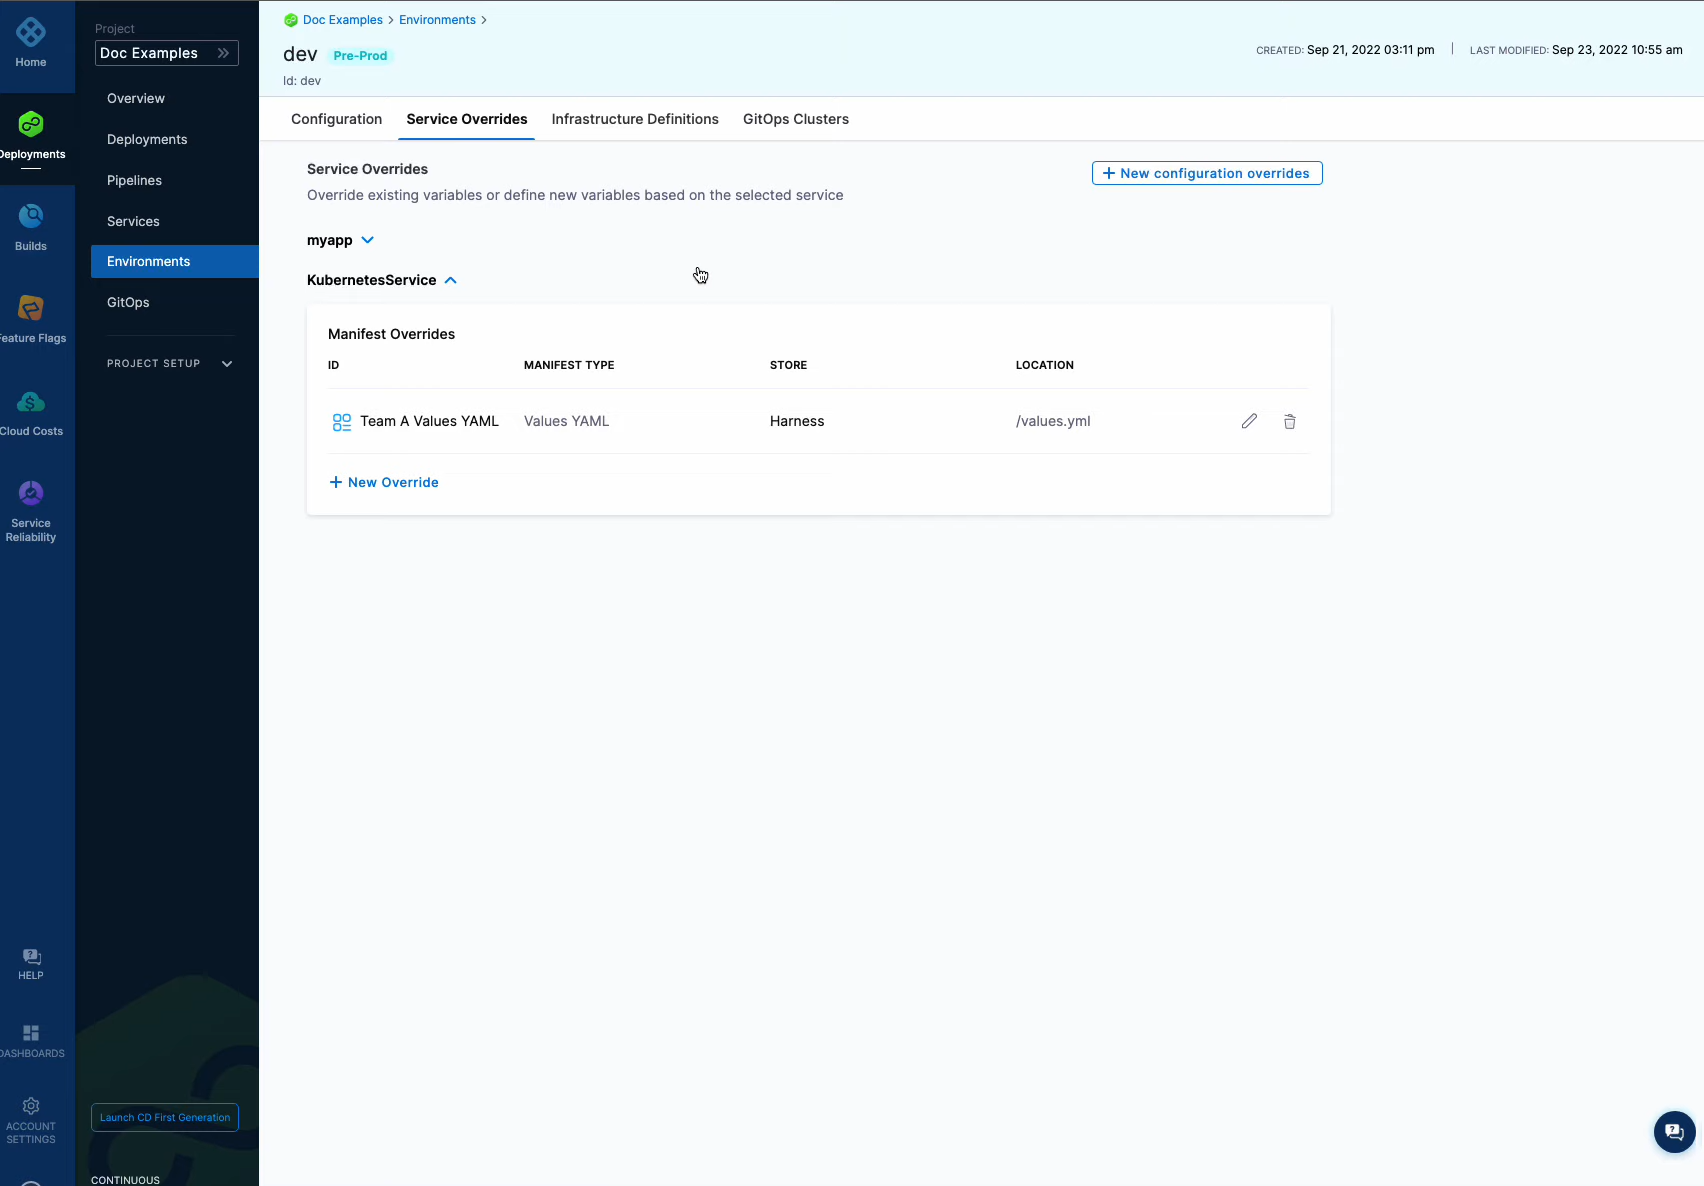 Home
Deployments
Builds
Feature Flags
Cloud Costs
Service
Reliability
HELP
DASHBOARDS
ACCOUNT
SETTINGS
Project
Doc Examples
Overview
Deployments
Pipelines
Services
Environments
GitOps
PROJECT SETUP
Launch CD First Generation
CONTINUOUS
Doc Examples > Environments >
dev Pre-Prod
Id: dev
CREATED: Sep 21, 2022 03:11 pm | LAST MODIFIED: Sep 23, 2022 10:55 am
Configuration Service Overrides Infrastructure Definitions GitOps Clusters
Service Overrides
+ New configuration overrides
Override existing variables or define new variables based on the selected service
myapp
KubernetesService
Manifest Overrides
ID MANIFEST TYPE STORE LOCATION
Team A Values YAML Values YAML Harness /values.yml
+ New Override